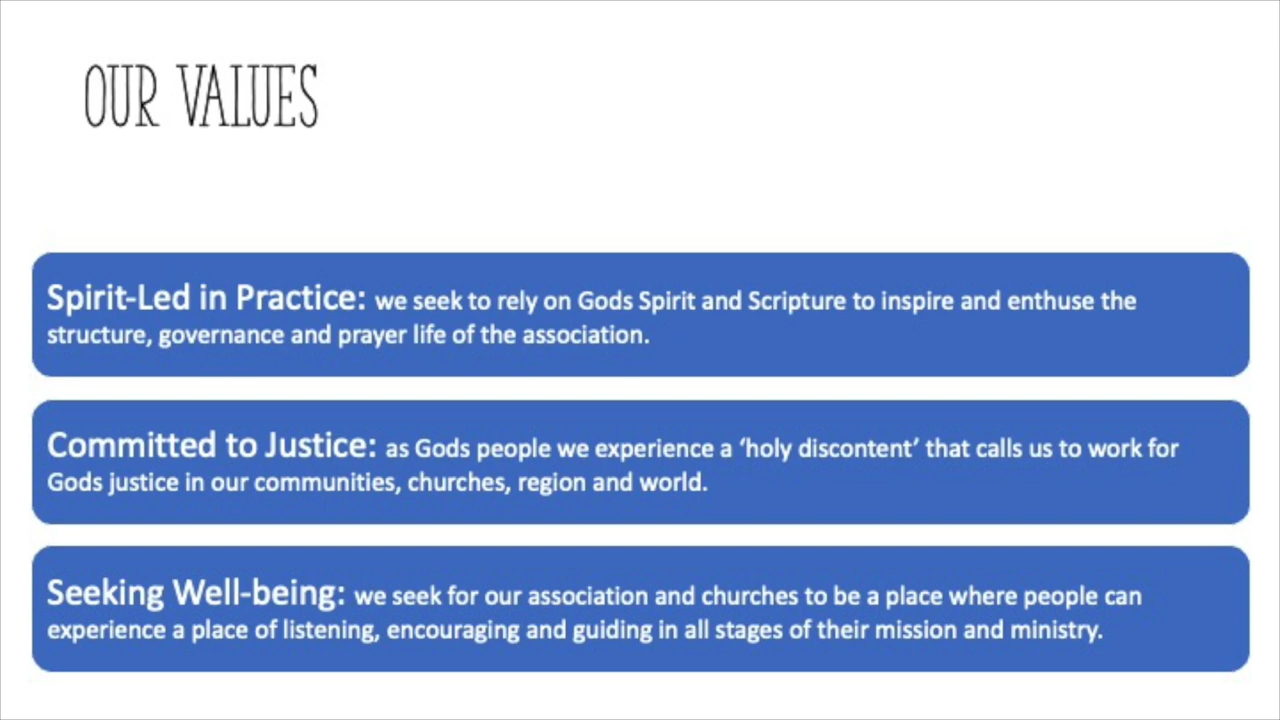 OUR VALUES
Spirit-Led in Practice: we seek to rely on Gods Spirit and Scripture to inspire and enthuse the
structure, governance and prayer life of the association.
Committed to Justice: as Gods people we experience a ‘holy discontent’ that calls us to work for
Gods justice in our communities, churches, region and world.
Seeking Well-being: we seek for our association and churches to be a place where people can
experience a place of listening, encouraging and guiding in all stages of their mission and ministry.